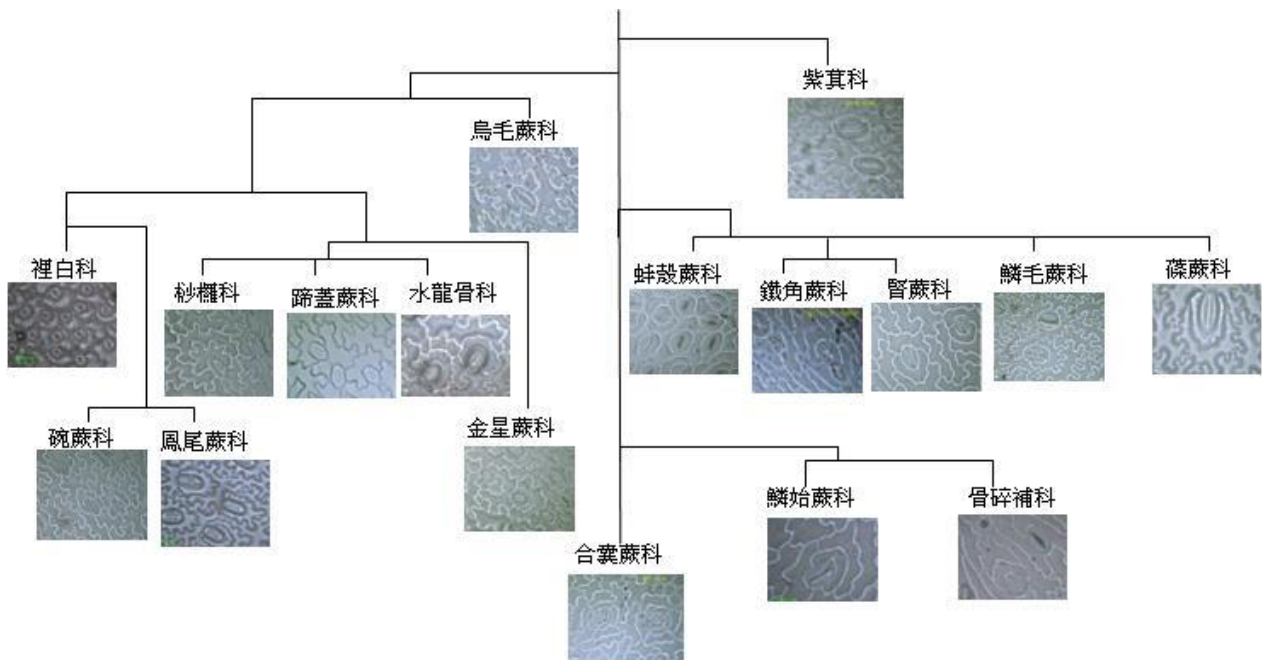 紫萁科
烏毛蕨科
裡白科
桫欏科
蹄蓋蕨科
水龍骨科
蚌殼蕨科
鐵角蕨科
腎蕨科
鱗毛蕨科
蓧蕨科
碗蕨科
鳳尾蕨科
金星蕨科
鱗始蕨科
骨碎補科
合囊蕨科